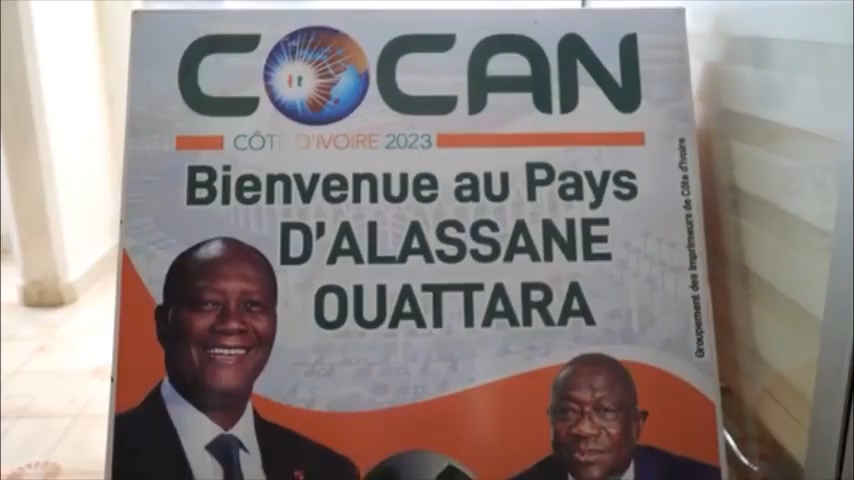 COCAN
CÔTE D'IVOIRE 2023
Bienvenue au Pays
D'ALASSANE
OUATTARA
Groupement des Imprimeurs de Côte d'Ivoire